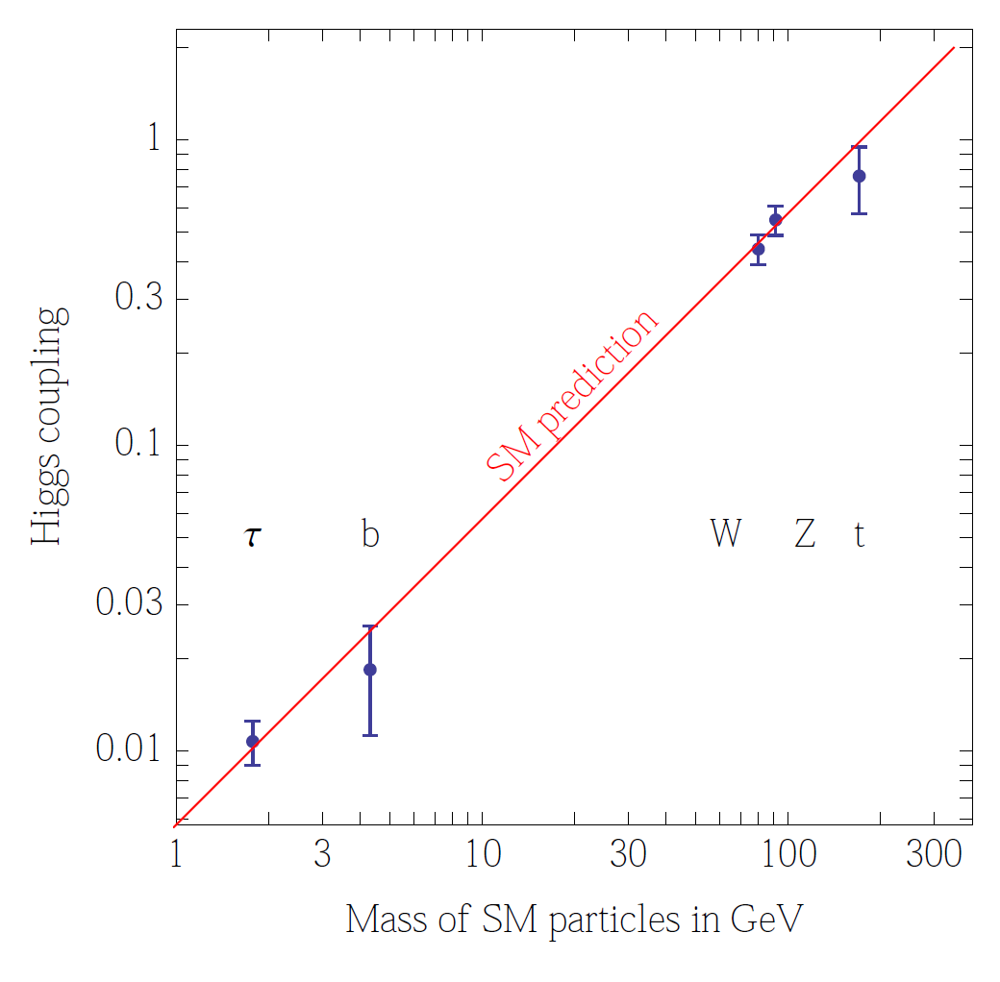 1
0.3
Higgs coupling
SM prediction
0.1
τ b W Z t
0.03
0.01
1 3 10 30 100 300
Mass of SM particles in GeV